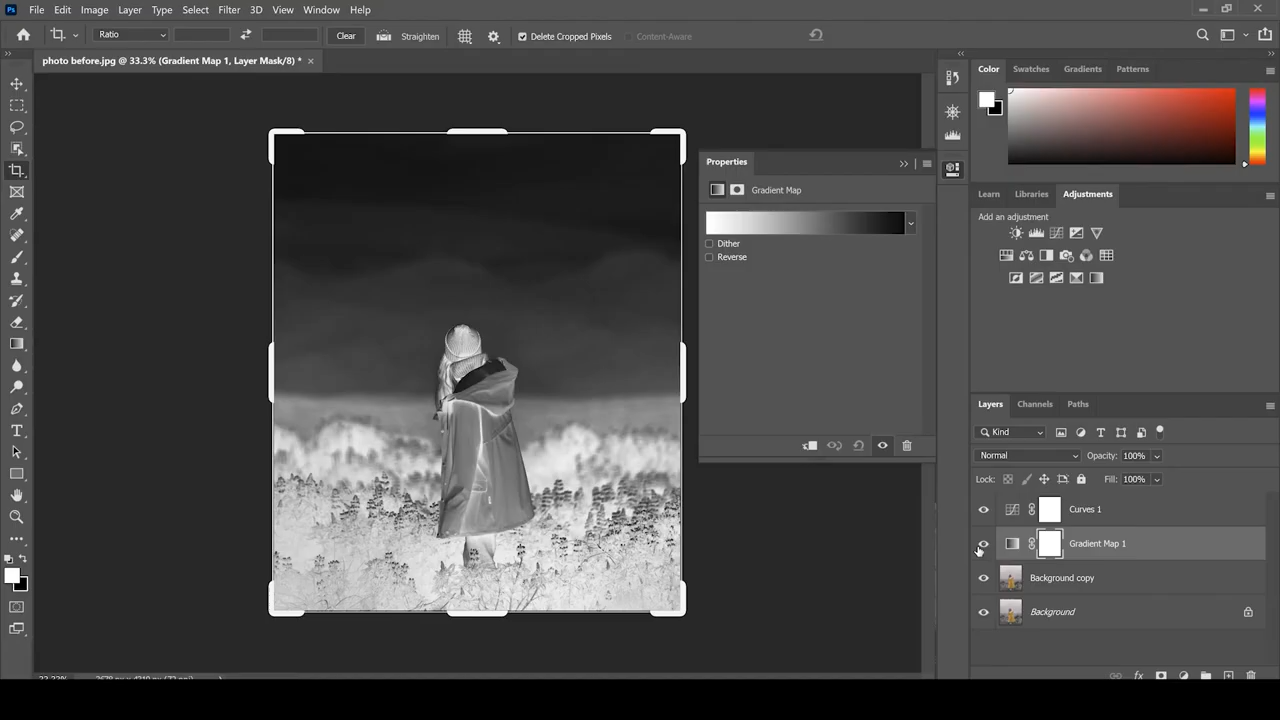 Ps File Edit Image Layer Type Select Filter 3D View Window Help
Ratio Clear Straighten Delete Cropped Pixels Content-Aware
photo before.jpg @ 33.3% (Gradient Map 1, Layer Mask/8) *
Color Swatches Gradients Patterns
Properties
Gradient Map
Dither
Reverse
Learn Libraries Adjustments
Add an adjustment
Layers Channels Paths
Kind
Normal Opacity: 100%
Lock: Fill: 100%
Curves 1
Gradient Map 1
Background copy
Background